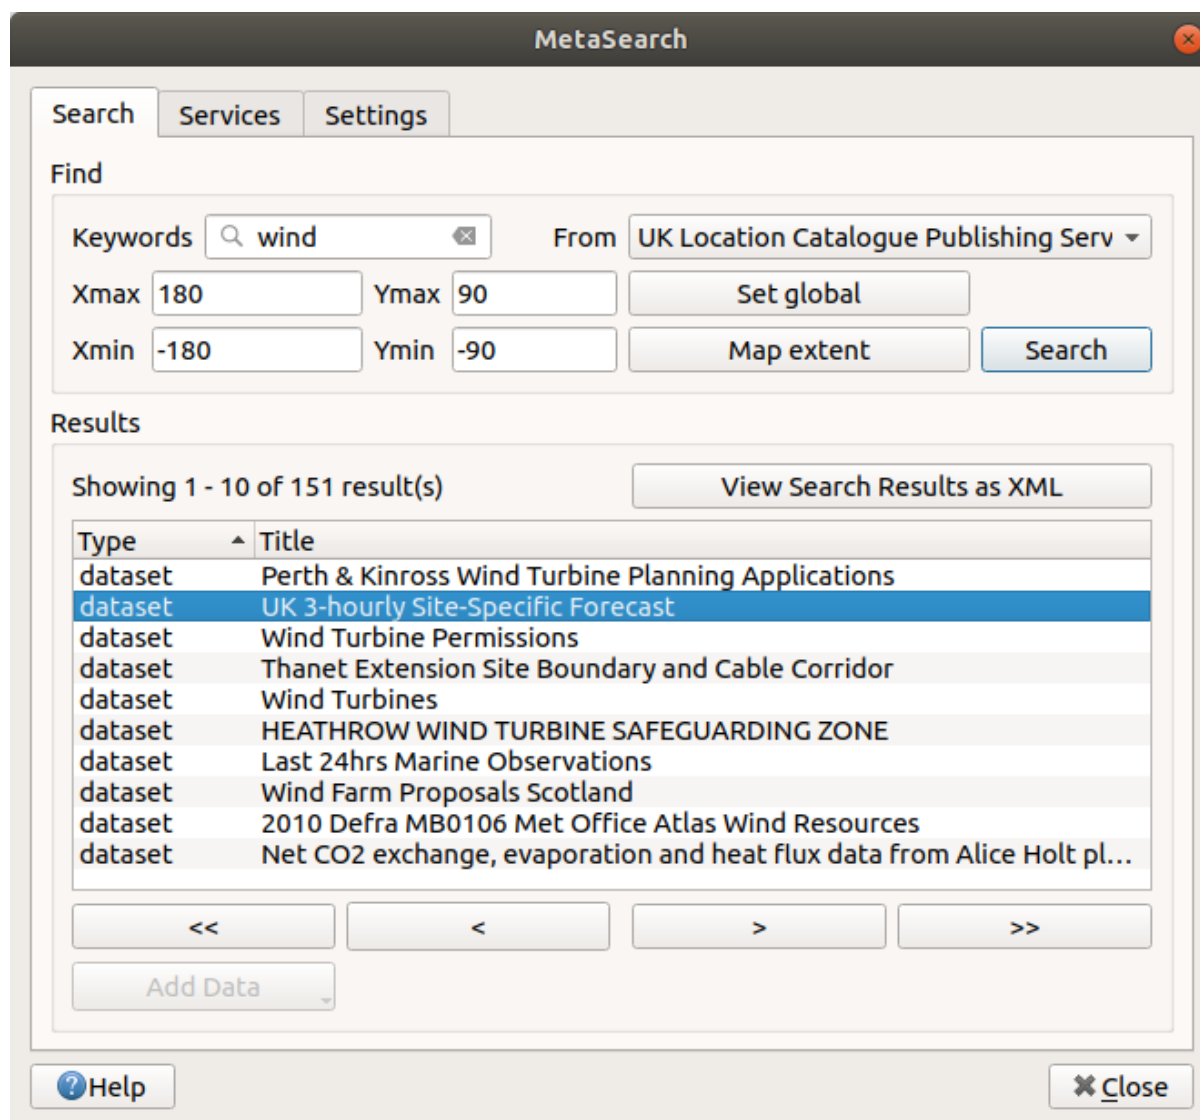 MetaSearch
Search Services Settings
Find
Keywords wind From UK Location Catalogue Publishing Serv
Xmax 180 Ymax 90 Set global
Xmin -180 Ymin -90 Map extent Search
Results
Showing 1 - 10 of 151 result(s) View Search Results as XML
Type Title
dataset Perth & Kinross Wind Turbine Planning Applications
dataset UK 3-hourly Site-Specific Forecast
dataset Wind Turbine Permissions
dataset Thanet Extension Site Boundary and Cable Corridor
dataset Wind Turbines
dataset HEATHROW WIND TURBINE SAFEGUARDING ZONE
dataset Last 24hrs Marine Observations
dataset Wind Farm Proposals Scotland
dataset 2010 Defra MB0106 Met Office Atlas Wind Resources
dataset Net CO2 exchange, evaporation and heat flux data from Alice Holt pl...
<< < > >>
Add Data
Help Close